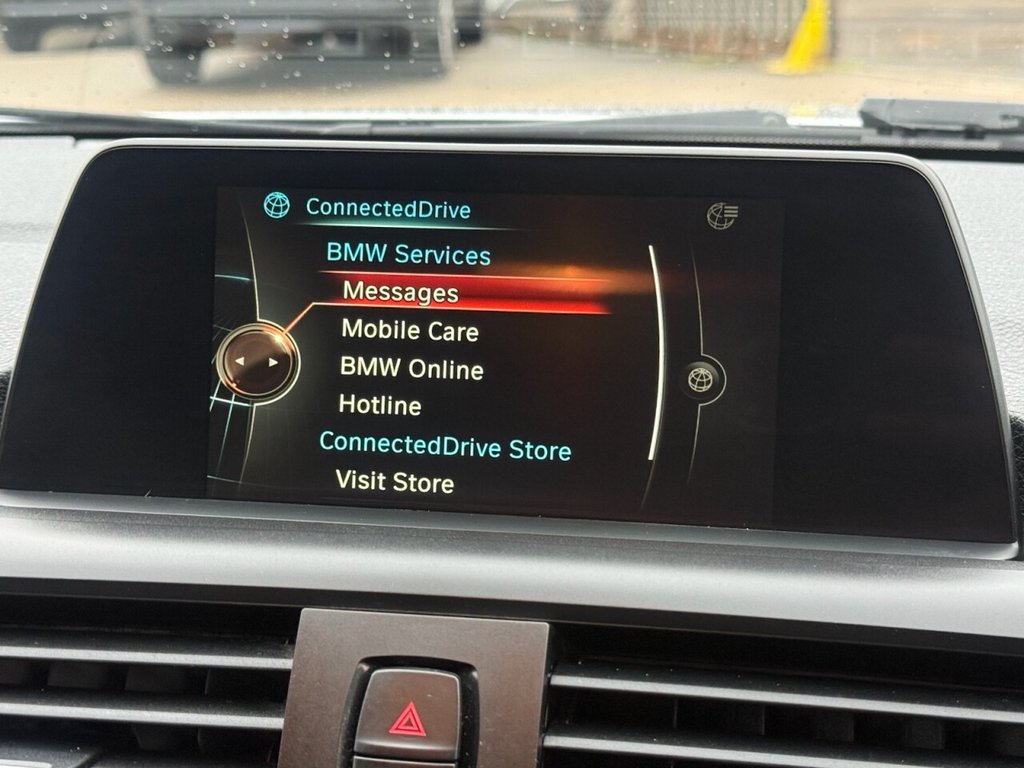 ConnectedDrive
BMW Services
Messages
Mobile Care
BMW Online
Hotline
ConnectedDrive Store
Visit Store